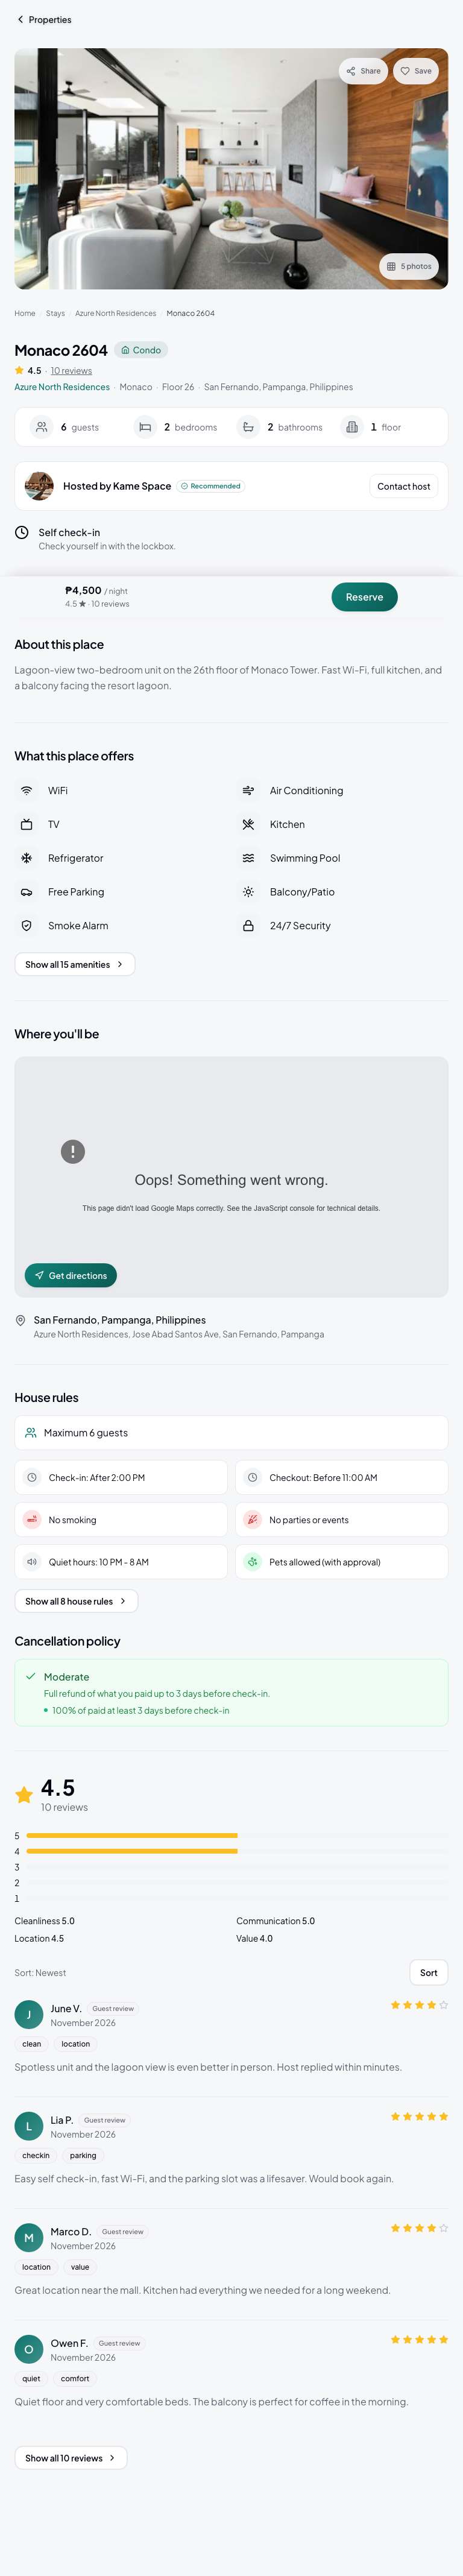 Properties
Share
Save
5 photos
Home / Stays / Azure North Residences / Monaco 2604
Monaco 2604 Condo
4.5 · 10 reviews
Azure North Residences · Monaco · Floor 26 · San Fernando, Pampanga, Philippines
6 guests 2 bedrooms 2 bathrooms 1 floor
Hosted by Kame Space Recommended Contact host
Self check-in
Check yourself in with the lockbox.
₱4,500 / night
4.5 ★ · 10 reviews
Reserve
About this place
Lagoon-view two-bedroom unit on the 26th floor of Monaco Tower. Fast Wi-Fi, full kitchen, and
a balcony facing the resort lagoon.
What this place offers
WiFi Air Conditioning
TV Kitchen
Refrigerator Swimming Pool
Free Parking Balcony/Patio
Smoke Alarm 24/7 Security
Show all 15 amenities
Where you'll be
Oops! Something went wrong.
This page didn't load Google Maps correctly. See the JavaScript console for technical details.
Get directions
San Fernando, Pampanga, Philippines
Azure North Residences, Jose Abad Santos Ave, San Fernando, Pampanga
House rules
Maximum 6 guests
Check-in: After 2:00 PM Checkout: Before 11:00 AM
No smoking No parties or events
Quiet hours: 10 PM - 8 AM Pets allowed (with approval)
Show all 8 house rules
Cancellation policy
Moderate
Full refund of what you paid up to 3 days before check-in.
100% of paid at least 3 days before check-in
4.5
10 reviews
5
4
3
2
1
Cleanliness 5.0 Communication 5.0
Location 4.5 Value 4.0
Sort: Newest Sort
J June V. Guest review
November 2026
clean location
Spotless unit and the lagoon view is even better in person. Host replied within minutes.
L Lia P. Guest review
November 2026
checkin parking
Easy self check-in, fast Wi-Fi, and the parking slot was a lifesaver. Would book again.
M Marco D. Guest review
November 2026
location value
Great location near the mall. Kitchen had everything we needed for a long weekend.
O Owen F. Guest review
November 2026
quiet comfort
Quiet floor and very comfortable beds. The balcony is perfect for coffee in the morning.
Show all 10 reviews